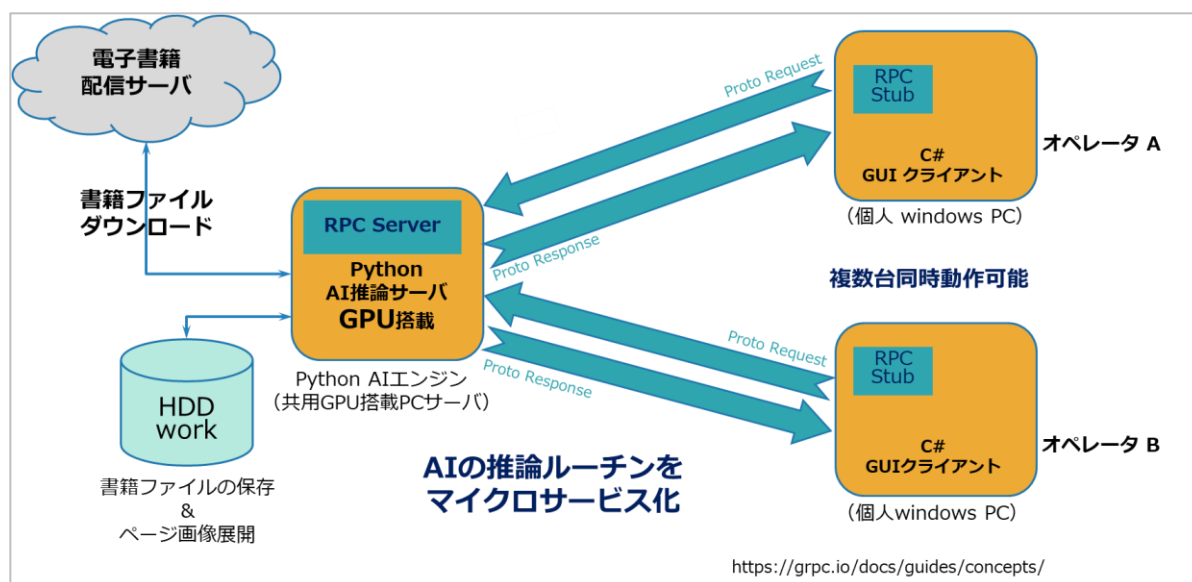 電子書籍
配信サーバ
書籍ファイル
ダウンロード
RPC Server
Python
AI推論サーバ
GPU搭載
Python AIエンジン
（共用GPU搭載PCサーバ）
HDD
work
書籍ファイルの保存
&
ページ画像展開
Proto Request
Proto Response
RPC
Stub
C#
GUI クライアント
オペレータ A
（個人 windows PC）
複数台同時動作可能
Proto Request
Proto Response
RPC
Stub
C#
GUIクライアント
オペレータ B
（個人windows PC）
AIの推論ルーチンを
マイクロサービス化
https://grpc.io/docs/guides/concepts/